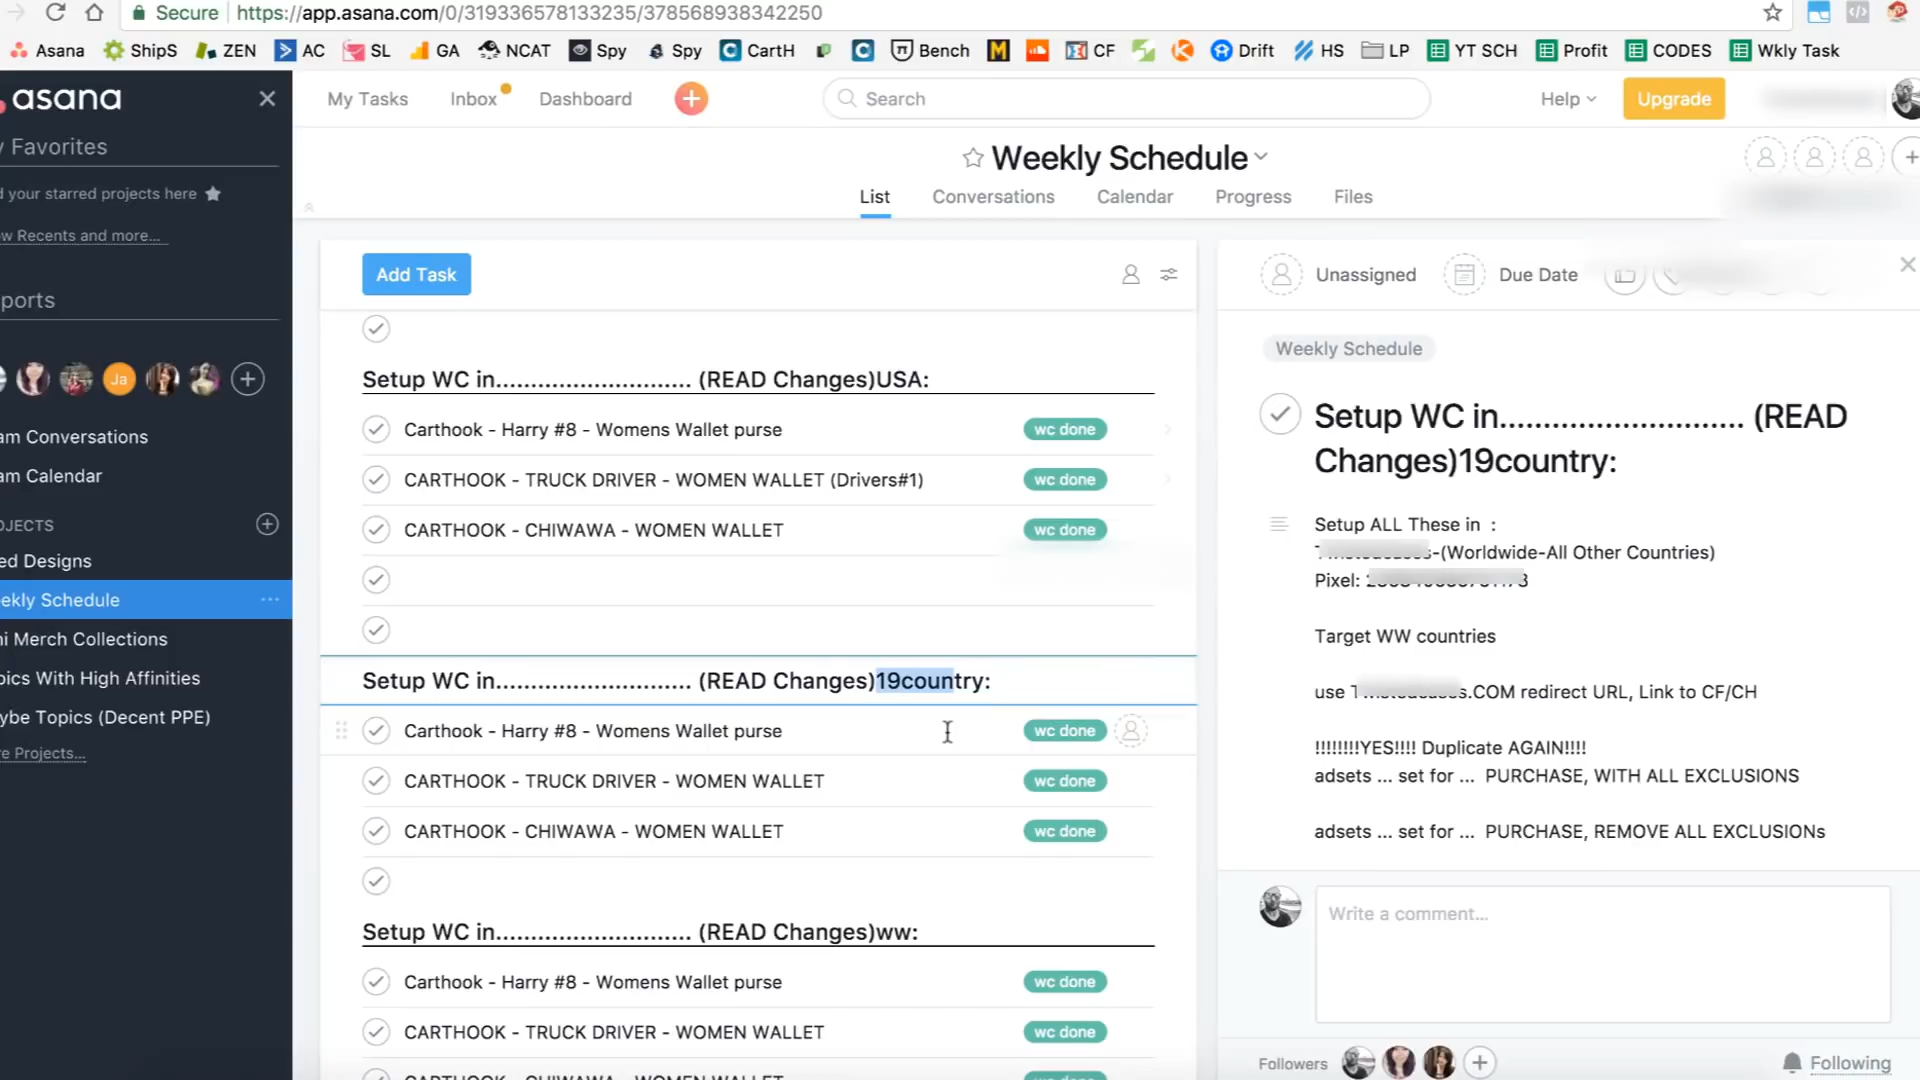 Secure https://app.asana.com/0/319336578133235/378568938342250
Asana ShipS ZEN AC SL GA NCAT Spy Spy CartH Bench CF Drift HS LP YT SCH Profit CODES Wkly Task
asana
My Tasks Inbox Dashboard Search Help Upgrade
y Favorites
d your starred projects here
w Recents and more...
ports
Ja
am Conversations
am Calendar
OJECTS
ed Designs
ekly Schedule
ni Merch Collections
pics With High Affinities
ybe Topics (Decent PPE)
re Projects...
Weekly Schedule
List Conversations Calendar Progress Files
Add Task
Setup WC in............................ (READ Changes)USA:
Carthook - Harry #8 - Womens Wallet purse wc done
CARTHOOK - TRUCK DRIVER - WOMEN WALLET (Drivers#1) wc done
CARTHOOK - CHIWAWA - WOMEN WALLET wc done
Setup WC in............................ (READ Changes)19country:
Carthook - Harry #8 - Womens Wallet purse wc done
CARTHOOK - TRUCK DRIVER - WOMEN WALLET wc done
CARTHOOK - CHIWAWA - WOMEN WALLET wc done
Setup WC in............................ (READ Changes)ww:
Carthook - Harry #8 - Womens Wallet purse wc done
CARTHOOK - TRUCK DRIVER - WOMEN WALLET wc done
CARTHOOK - CHIWAWA - WOMEN WALLET
Unassigned Due Date
Weekly Schedule
Setup WC in............................ (READ
Changes)19country:
Setup ALL These in :
-(Worldwide-All Other Countries)
Pixel:
Target WW countries
use .COM redirect URL, Link to CF/CH
!!!!!!!!YES!!!! Duplicate AGAIN!!!!
adsets ... set for ... PURCHASE, WITH ALL EXCLUSIONS
adsets ... set for ... PURCHASE, REMOVE ALL EXCLUSIONs
Write a comment...
Followers Following